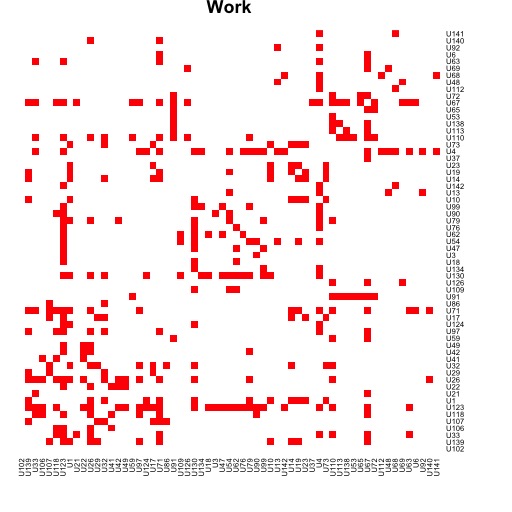 Work
U141
U140
U92
U6
U63
U69
U68
U48
U112
U72
U67
U65
U53
U138
U113
U110
U73
U4
U37
U23
U19
U14
U142
U13
U10
U99
U90
U79
U76
U62
U54
U47
U3
U18
U134
U130
U126
U109
U91
U86
U71
U17
U124
U97
U59
U49
U42
U41
U32
U29
U26
U22
U21
U1
U123
U118
U107
U106
U33
U139
U102
U102
U139
U33
U106
U107
U118
U123
U1
U21
U22
U26
U29
U32
U41
U42
U49
U59
U97
U124
U17
U71
U86
U91
U109
U126
U130
U134
U18
U3
U47
U54
U62
U76
U79
U90
U99
U10
U13
U142
U14
U19
U23
U37
U4
U73
U110
U113
U138
U53
U65
U67
U72
U112
U48
U68
U69
U63
U6
U92
U140
U141